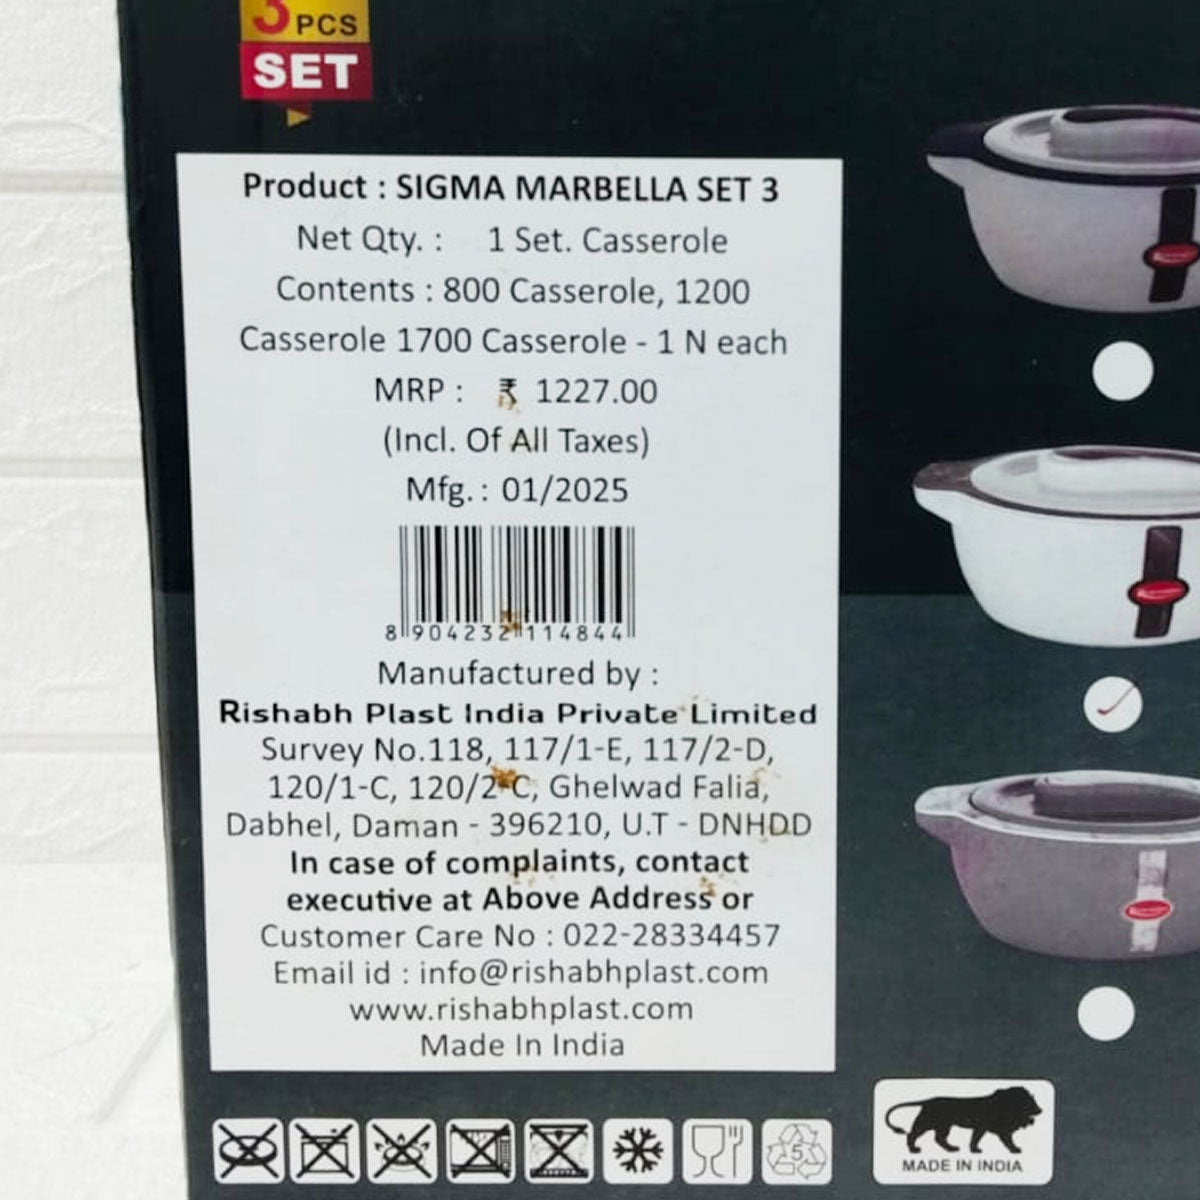 3 PCS
SET
Product : SIGMA MARBELLA SET 3
Net Qty. : 1 Set. Casserole
Contents : 800 Casserole, 1200
Casserole 1700 Casserole - 1 N each
MRP : ₹ 1227.00
(Incl. Of All Taxes)
Mfg. : 01/2025
8 904232 114844
Manufactured by :
Rishabh Plast India Private Limited
Survey No.118, 117/1-E, 117/2-D,
120/1-C, 120/2-C, Ghelwad Falia,
Dabhel, Daman - 396210, U.T - DNHDD
In case of complaints, contact
executive at Above Address or
Customer Care No : 022-28334457
Email id : info@rishabhplast.com
www.rishabhplast.com
Made In India
5
MADE IN INDIA